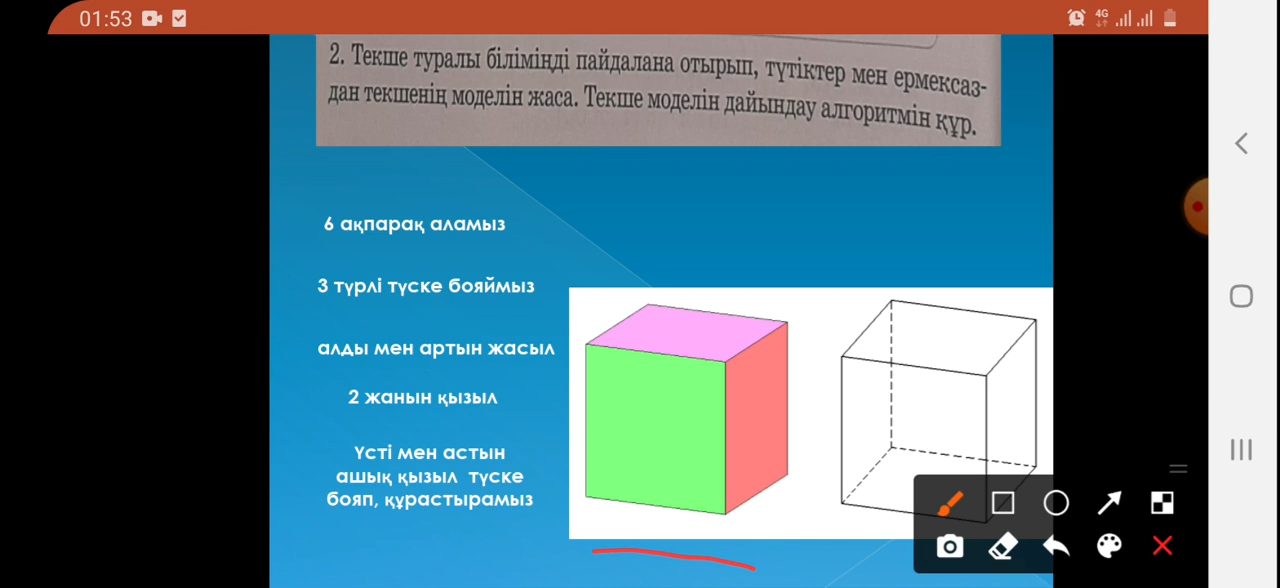 01:53
4G
2. Текше туралы біліміңді пайдалана отырып, түтіктер мен ермексаз-
дан текшенің моделін жаса. Текше моделін дайындау алгоритмін құр.
6 ақпарақ аламыз
3 түрлі түске бояймыз
алды мен артын жасыл
2 жанын қызыл
Үсті мен астын
ашық қызыл түске
бояп, құрастырамыз